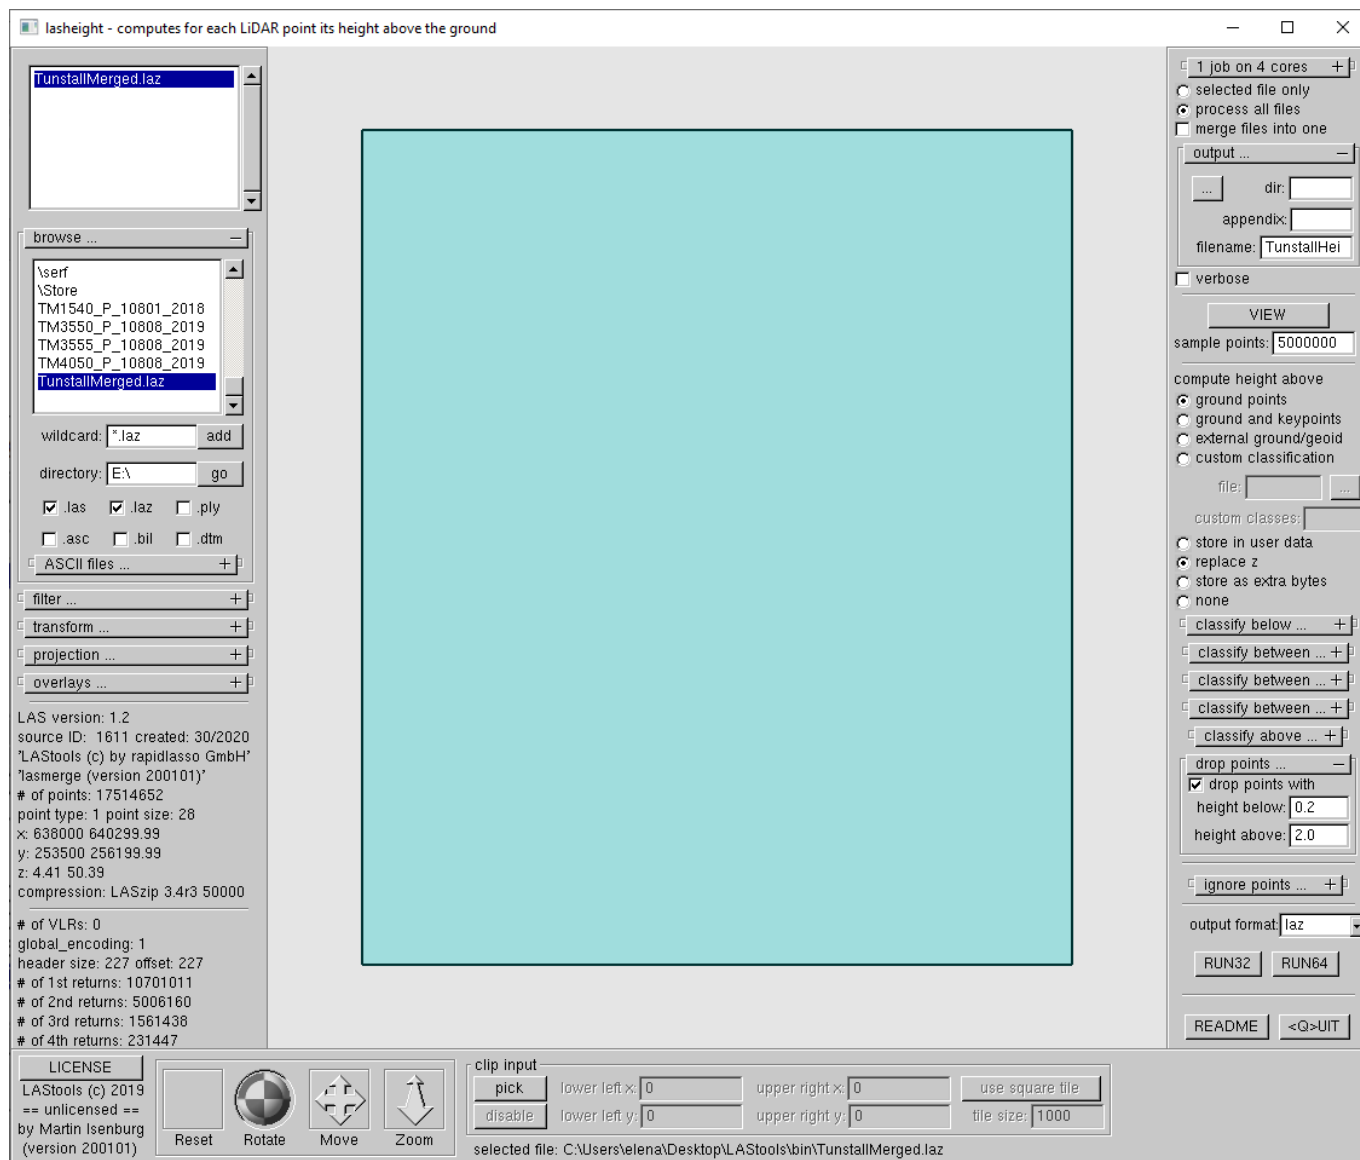 lasheight - computes for each LiDAR point its height above the ground
TunstallMerged.laz
browse ...
\serf
\Store
TM1540_P_10801_2018
TM3550_P_10808_2019
TM3555_P_10808_2019
TM4050_P_10808_2019
TunstallMerged.laz
wildcard: *.laz add
directory: E:\ go
.las .laz .ply
.asc .bil .dtm
ASCII files ... +
filter ... +
transform ... +
projection ... +
overlays ... +
LAS version: 1.2
source ID: 1611 created: 30/2020
'LAStools (c) by rapidlasso GmbH'
'lasmerge (version 200101)'
# of points: 17514652
point type: 1 point size: 28
x: 638000 640299.99
y: 253500 256199.99
z: 4.41 50.39
compression: LASzip 3.4r3 50000
# of VLRs: 0
global_encoding: 1
header size: 227 offset: 227
# of 1st returns: 10701011
# of 2nd returns: 5006160
# of 3rd returns: 1561438
# of 4th returns: 231447
1 job on 4 cores +
selected file only
process all files
merge files into one
output ... −
... dir:
appendix:
filename: TunstallHei
verbose
VIEW
sample points: 5000000
compute height above
ground points
ground and keypoints
external ground/geoid
custom classification
file: ...
custom classes:
store in user data
replace z
store as extra bytes
none
classify below ... +
classify between ... +
classify between ... +
classify between ... +
classify above ... +
drop points ... −
drop points with
height below: 0.2
height above: 2.0
ignore points ... +
output format: laz
RUN32 RUN64
README <Q>UIT
LICENSE
LAStools (c) 2019
== unlicensed ==
by Martin Isenburg
(version 200101)
Reset Rotate Move Zoom
clip input
pick lower left x: 0 upper right x: 0 use square tile
disable lower left y: 0 upper right y: 0 tile size: 1000
selected file: C:\Users\elena\Desktop\LAStools\bin\TunstallMerged.laz